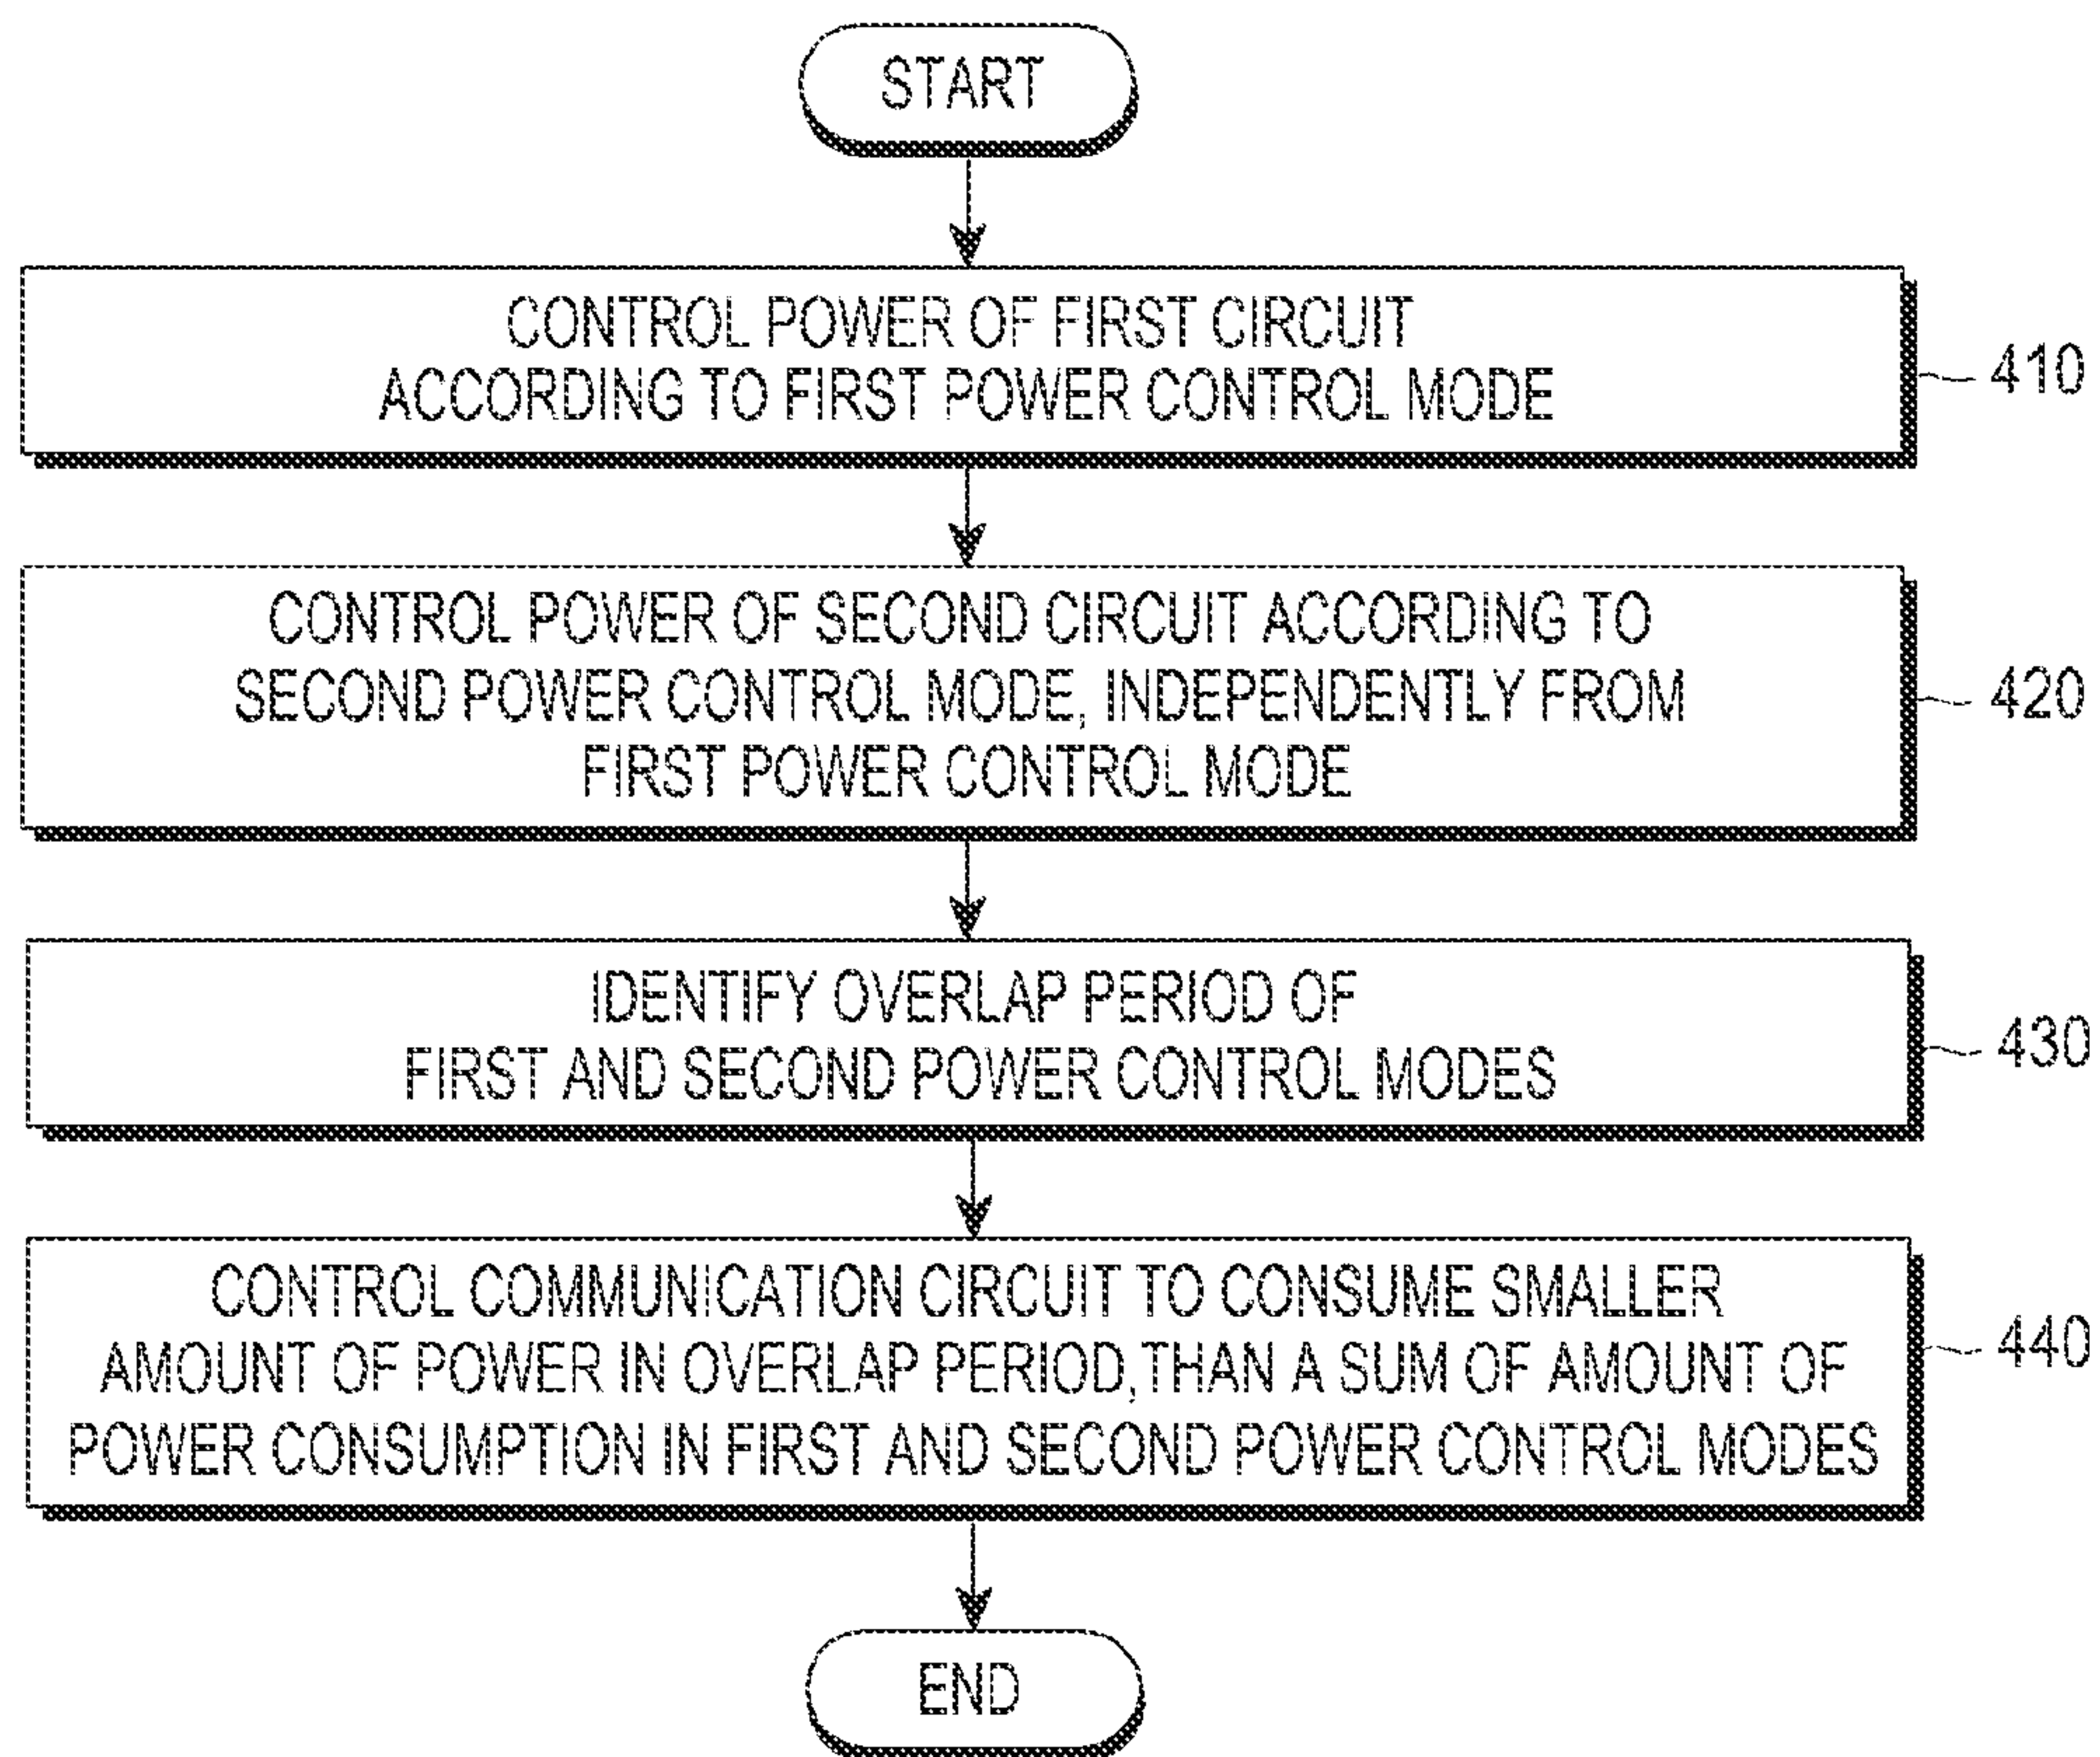 START
CONTROL POWER OF FIRST CIRCUIT
ACCORDING TO FIRST POWER CONTROL MODE
410
CONTROL POWER OF SECOND CIRCUIT ACCORDING TO
SECOND POWER CONTROL MODE, INDEPENDENTLY FROM
FIRST POWER CONTROL MODE
420
IDENTIFY OVERLAP PERIOD OF
FIRST AND SECOND POWER CONTROL MODES
430
CONTROL COMMUNICATION CIRCUIT TO CONSUME SMALLER
AMOUNT OF POWER IN OVERLAP PERIOD, THAN A SUM OF AMOUNT OF
POWER CONSUMPTION IN FIRST AND SECOND POWER CONTROL MODES
440
END